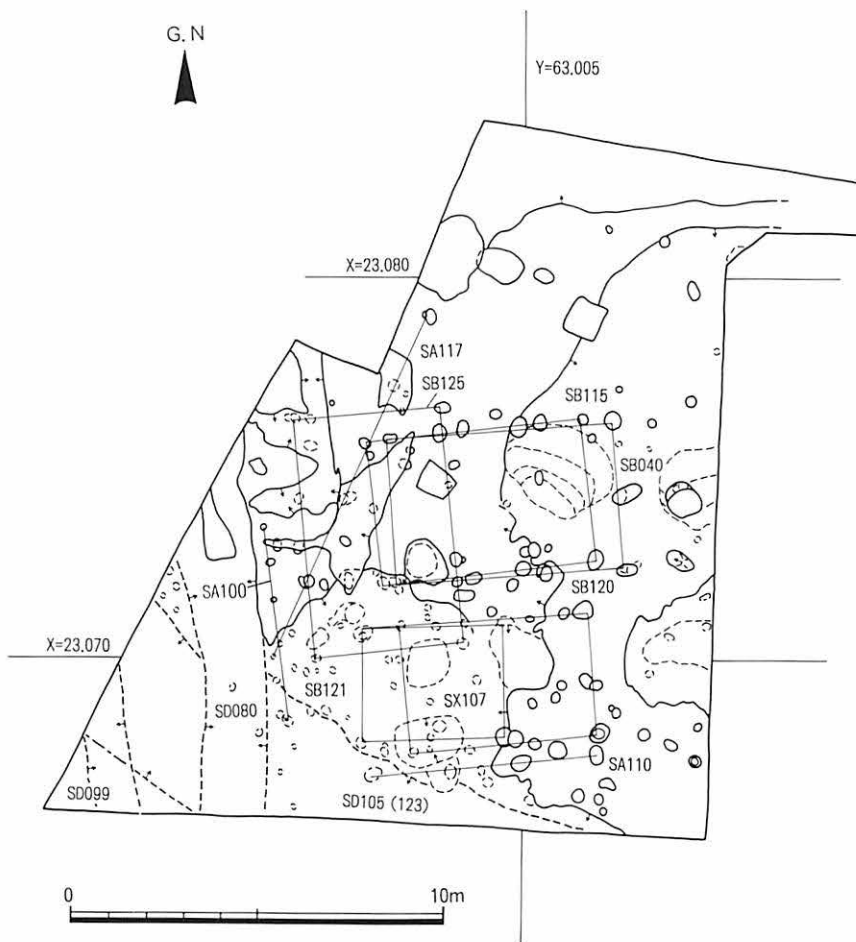 G.N
Y=63.005
X=23.080
SA117
SB125
SB115
SB040
SA100
SB120
X=23.070
SB121
SD080
SX107
SA110
SD099
SD105 (123)
0
10m